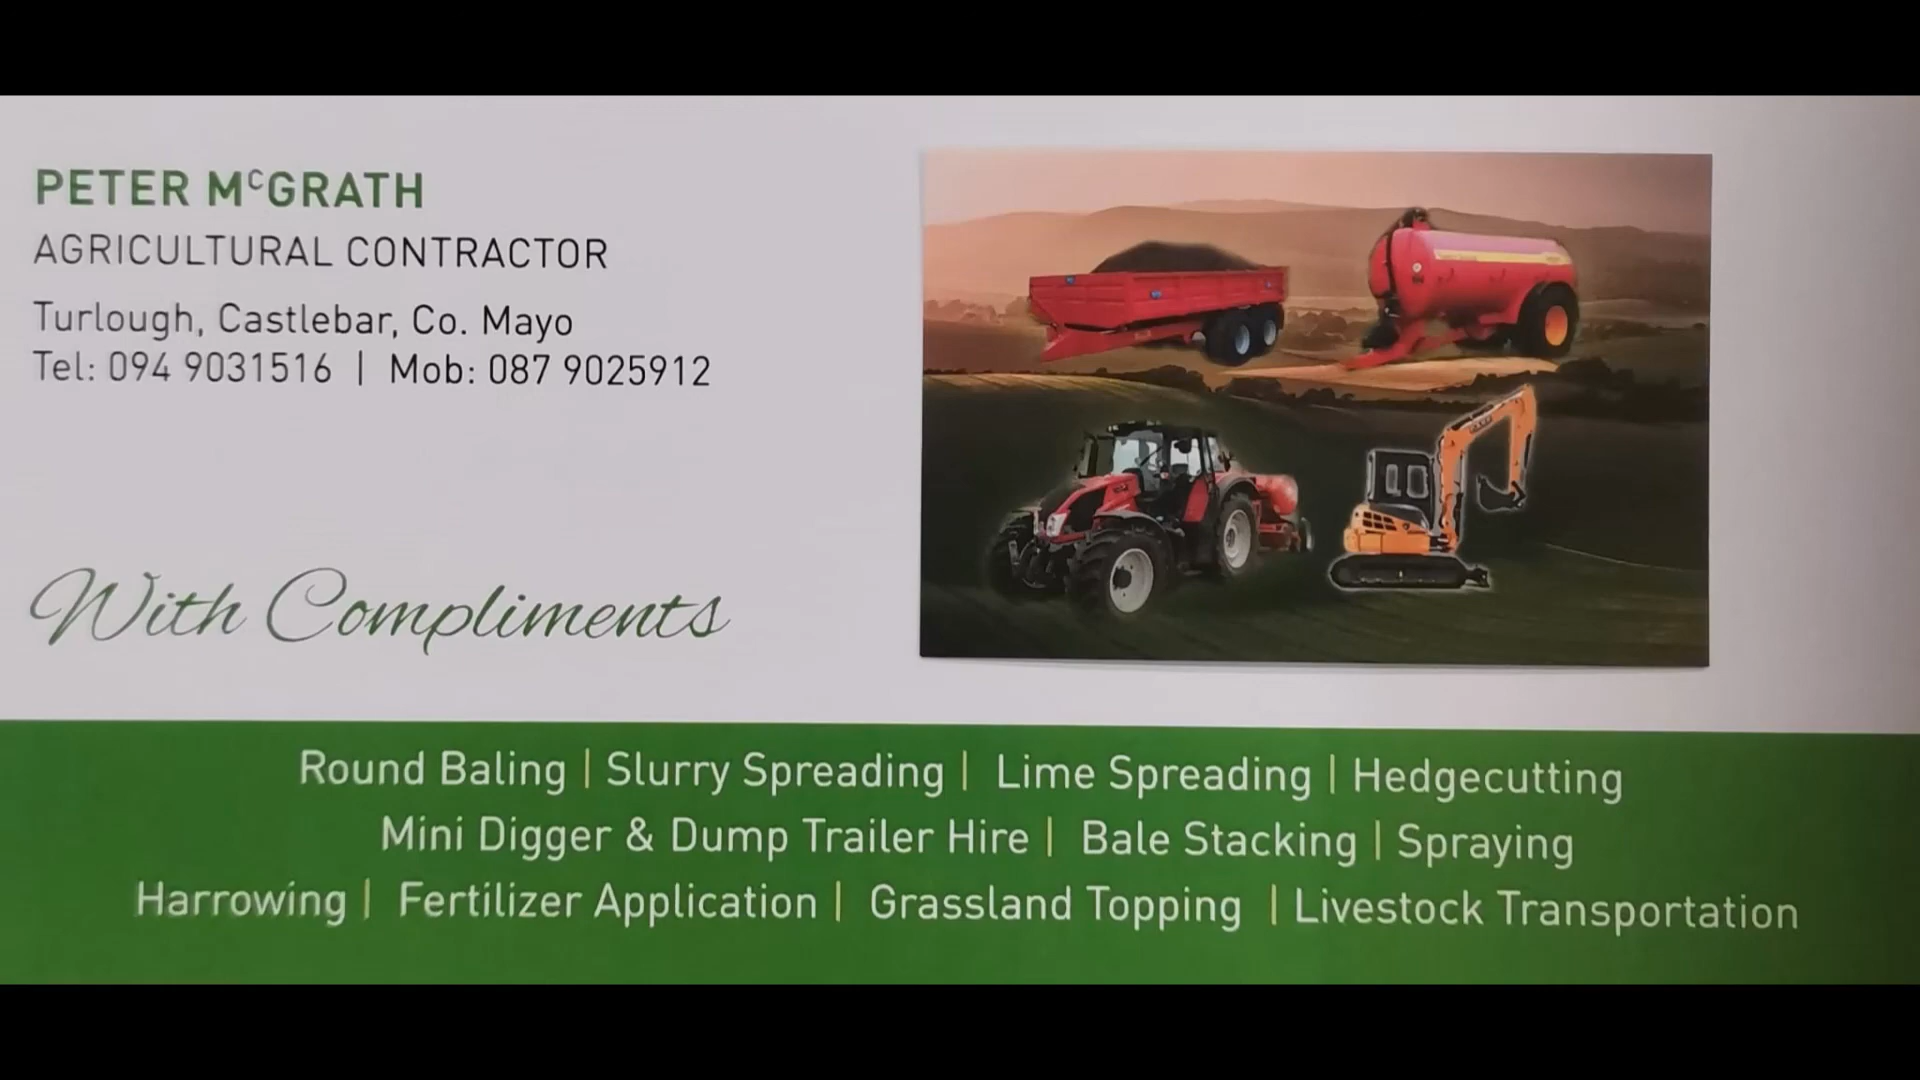 PETER McGRATH
AGRICULTURAL CONTRACTOR
Turlough, Castlebar, Co. Mayo
Tel: 094 9031516 | Mob: 087 9025912
With Compliments
Round Baling | Slurry Spreading | Lime Spreading | Hedgecutting
Mini Digger & Dump Trailer Hire | Bale Stacking | Spraying
Harrowing | Fertilizer Application | Grassland Topping | Livestock Transportation